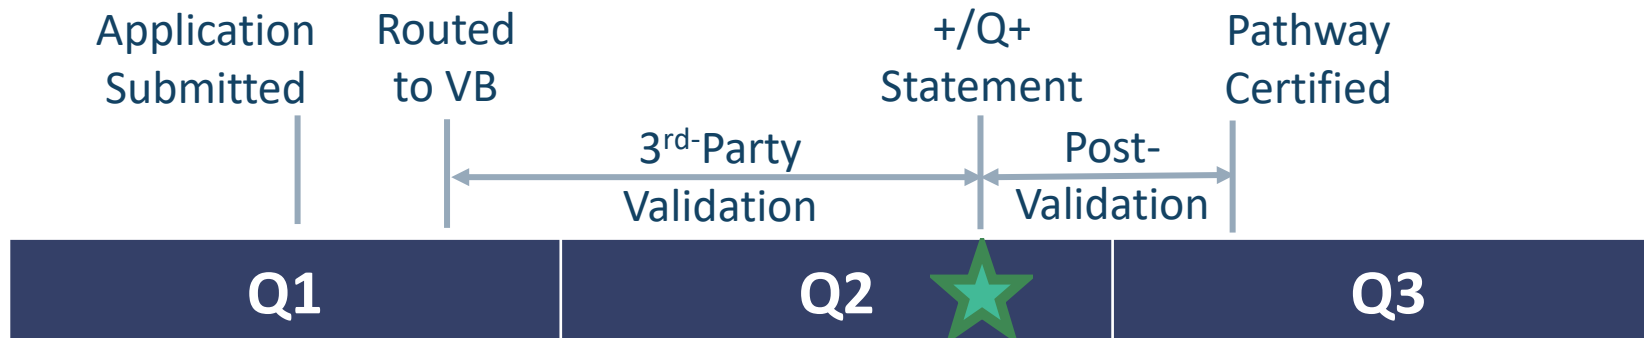 Application
Submitted
Routed
to VB
+/Q+
Statement
Pathway
Certified
3rd-Party
Validation
Post-
Validation
Q1
Q2
Q3